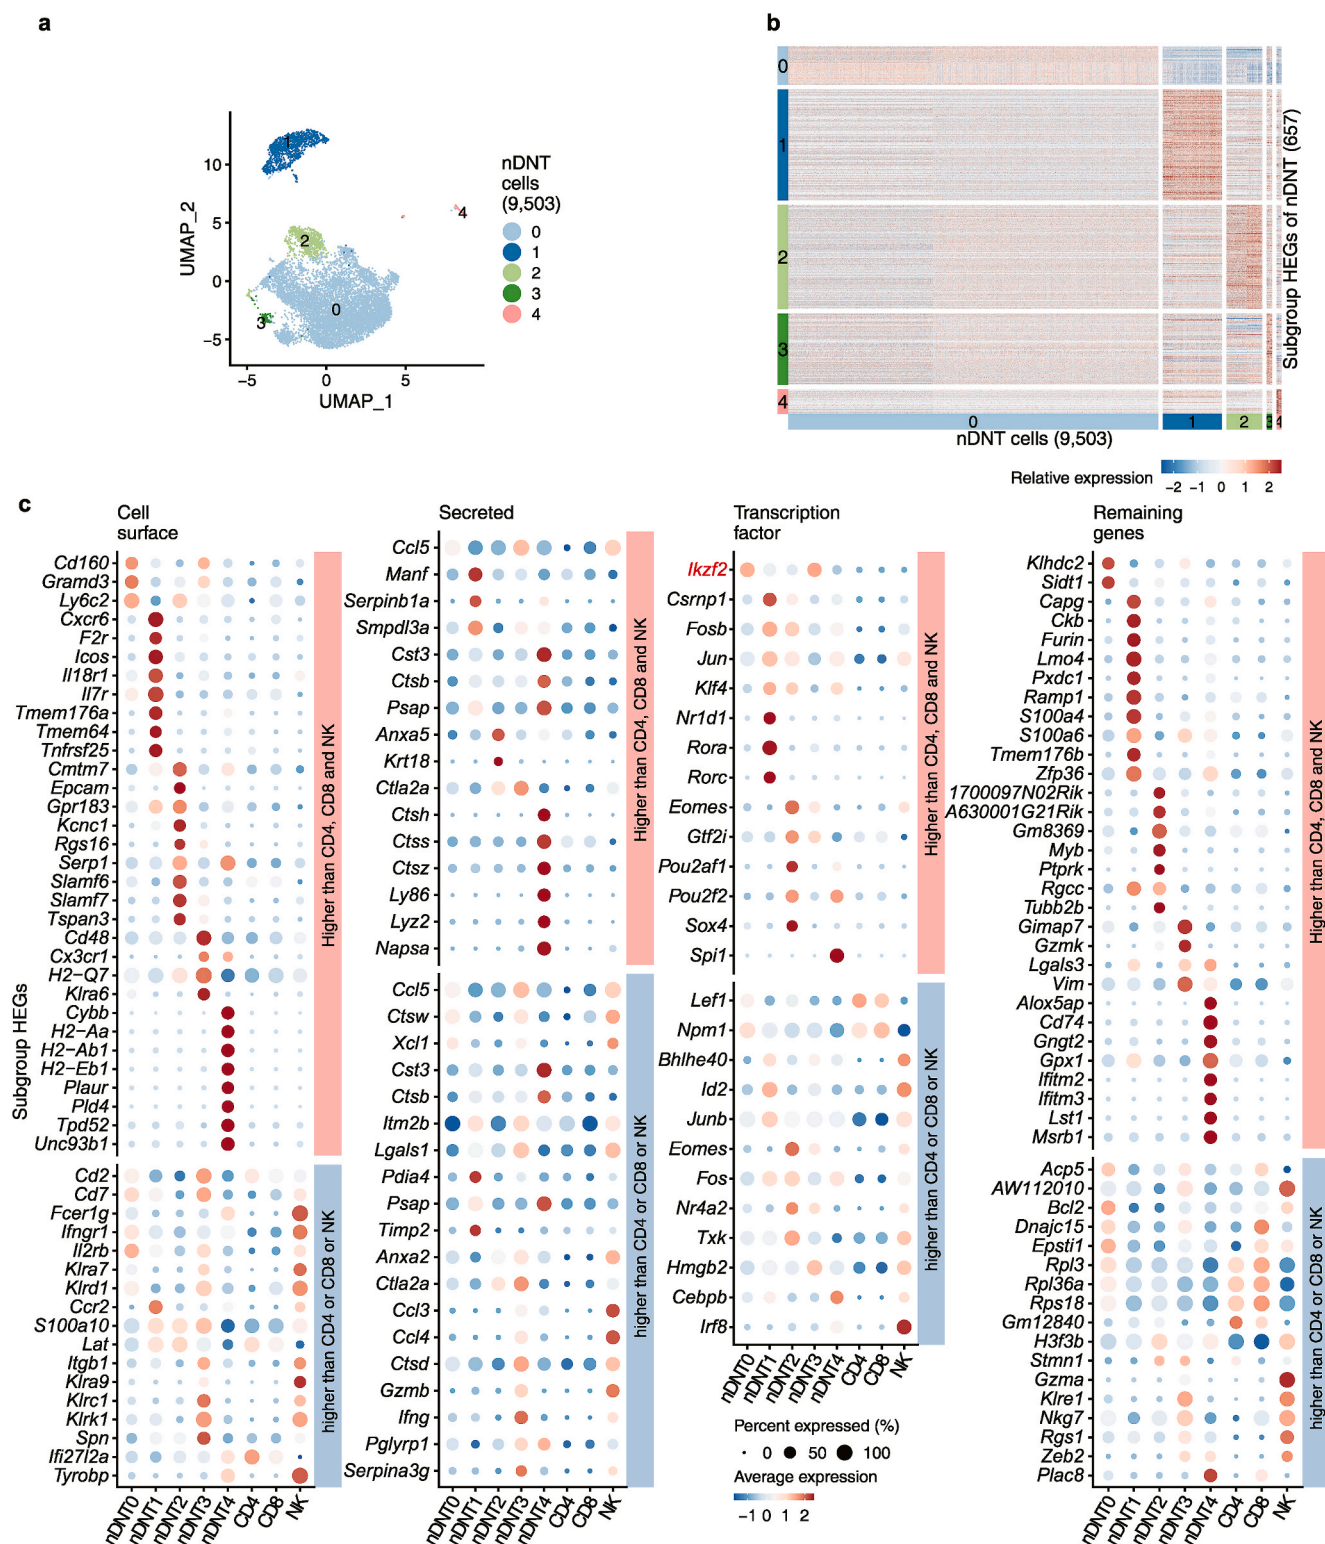 a
UMAP_2
10
5
0
−5
−5
0
5
UMAP_1
1
2
0
3
4
nDNT
cells
(9,503)
0
1
2
3
4
b
0
1
2
3
4
0
1
2
3
4
nDNT cells (9,503)
Subgroup HEGs of nDNT (657)
Relative expression
−2 −1 0 1 2
c
Subgroup HEGs
Cell
surface
Cd160
Gramd3
Ly6c2
Cxcr6
F2r
Icos
Il18r1
Il7r
Tmem176a
Tmem64
Tnfrsf25
Cmtm7
Epcam
Gpr183
Kcnc1
Rgs16
Serp1
Slamf6
Slamf7
Tspan3
Cd48
Cx3cr1
H2−Q7
Klra6
Cybb
H2−Aa
H2−Ab1
H2−Eb1
Plaur
Pld4
Tpd52
Unc93b1
Higher than CD4, CD8 and NK
Cd2
Cd7
Fcer1g
Ifngr1
Il2rb
Klra7
Klrd1
Ccr2
S100a10
Lat
Itgb1
Klra9
Klrc1
Klrk1
Spn
Ifi27l2a
Tyrobp
higher than CD4 or CD8 or NK
nDNT0
nDNT1
nDNT2
nDNT3
nDNT4
CD4
CD8
NK
Secreted
Ccl5
Manf
Serpinb1a
Smpdl3a
Cst3
Ctsb
Psap
Anxa5
Krt18
Ctla2a
Ctsh
Ctss
Ctsz
Ly86
Lyz2
Napsa
Higher than CD4, CD8 and NK
Ccl5
Ctsw
Xcl1
Cst3
Ctsb
Itm2b
Lgals1
Pdia4
Psap
Timp2
Anxa2
Ctla2a
Ccl3
Ccl4
Ctsd
Gzmb
Ifng
Pglyrp1
Serpina3g
higher than CD4 or CD8 or NK
nDNT0
nDNT1
nDNT2
nDNT3
nDNT4
CD4
CD8
NK
Transcription
factor
Ikzf2
Csrnp1
Fosb
Jun
Klf4
Nr1d1
Rora
Rorc
Eomes
Gtf2i
Pou2af1
Pou2f2
Sox4
Spi1
Higher than CD4, CD8 and NK
Lef1
Npm1
Bhlhe40
Id2
Junb
Eomes
Fos
Nr4a2
Txk
Hmgb2
Cebpb
Irf8
higher than CD4 or CD8 or NK
nDNT0
nDNT1
nDNT2
nDNT3
nDNT4
CD4
CD8
NK
Percent expressed (%)
0 50 100
Average expression
−1 0 1 2
Remaining
genes
Klhdc2
Sidt1
Capg
Ckb
Furin
Lmo4
Pxdc1
Ramp1
S100a4
S100a6
Tmem176b
Zfp36
1700097N02Rik
A630001G21Rik
Gm8369
Myb
Ptprk
Rgcc
Tubb2b
Gimap7
Gzmk
Lgals3
Vim
Alox5ap
Cd74
Gngt2
Gpx1
Ifitm2
Ifitm3
Lst1
Msrb1
Higher than CD4, CD8 and NK
Acp5
AW112010
Bcl2
Dnajc15
Epsti1
Rpl3
Rpl36a
Rps18
Gm12840
H3f3b
Stmn1
Gzma
Klre1
Nkg7
Rgs1
Zeb2
Plac8
higher than CD4 or CD8 or NK
nDNT0
nDNT1
nDNT2
nDNT3
nDNT4
CD4
CD8
NK